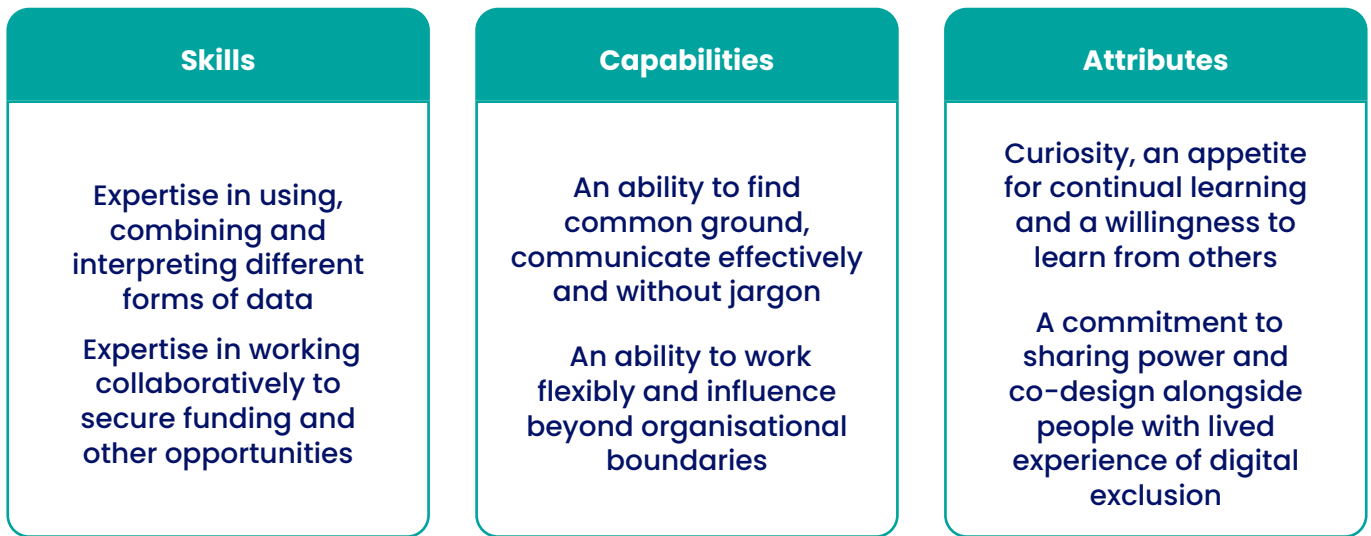 Skills
Expertise in using,
combining and
interpreting different
forms of data
Expertise in working
collaboratively to
secure funding and
other opportunities
Capabilities
An ability to find
common ground,
communicate effectively
and without jargon
An ability to work
flexibly and influence
beyond organisational
boundaries
Attributes
Curiosity, an appetite
for continual learning
and a willingness to
learn from others
A commitment to
sharing power and
co-design alongside
people with lived
experience of digital
exclusion